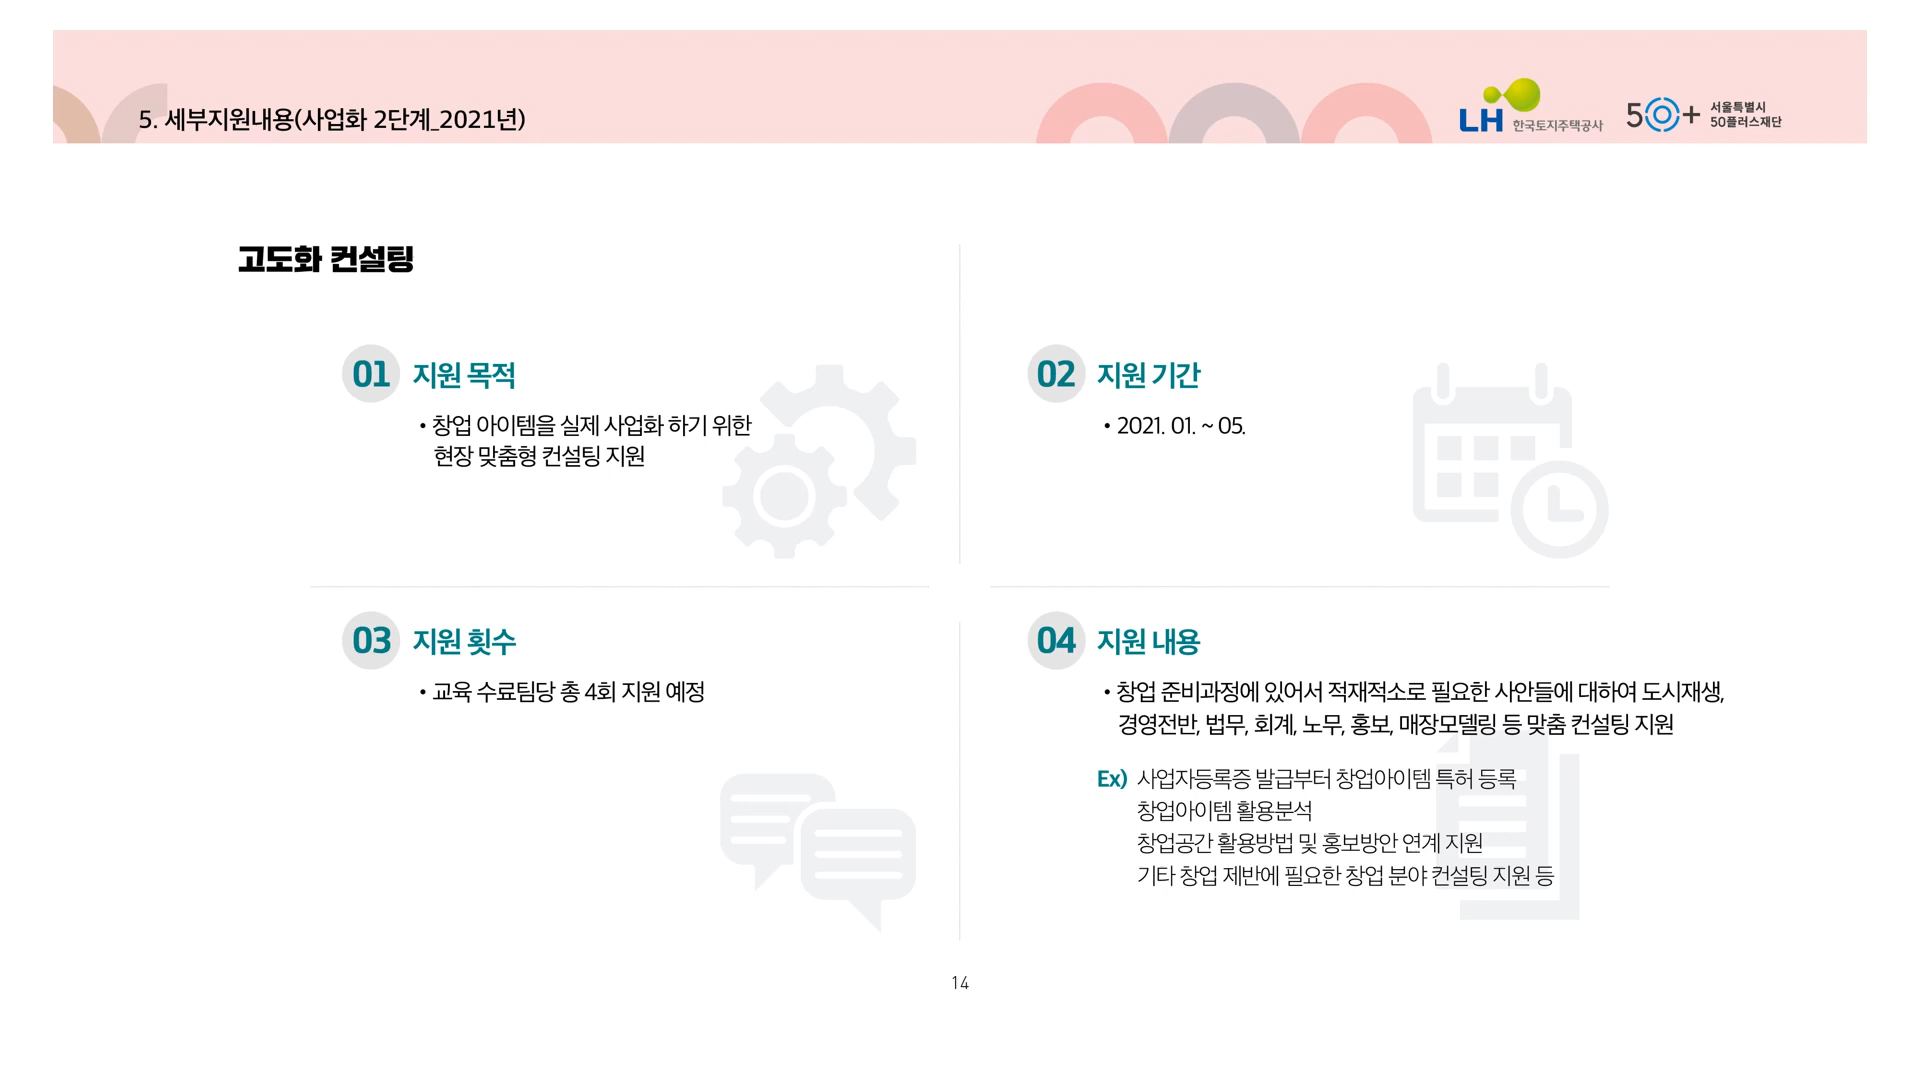 5. 세부지원내용(사업화 2단계_2021년)
LH 한국토지주택공사
50+ 서울특별시
50플러스재단
고도화 컨설팅
01 지원 목적
• 창업 아이템을 실제 사업화 하기 위한
현장 맞춤형 컨설팅 지원
02 지원 기간
• 2021. 01. ~ 05.
03 지원 횟수
• 교육 수료팀당 총 4회 지원 예정
04 지원 내용
• 창업 준비과정에 있어서 적재적소로 필요한 사안들에 대하여 도시재생,
경영전반, 법무, 회계, 노무, 홍보, 매장모델링 등 맞춤 컨설팅 지원
Ex) 사업자등록증 발급부터 창업아이템 특허 등록
창업아이템 활용분석
창업공간 활용방법 및 홍보방안 연계 지원
기타 창업 제반에 필요한 창업 분야 컨설팅 지원 등
14